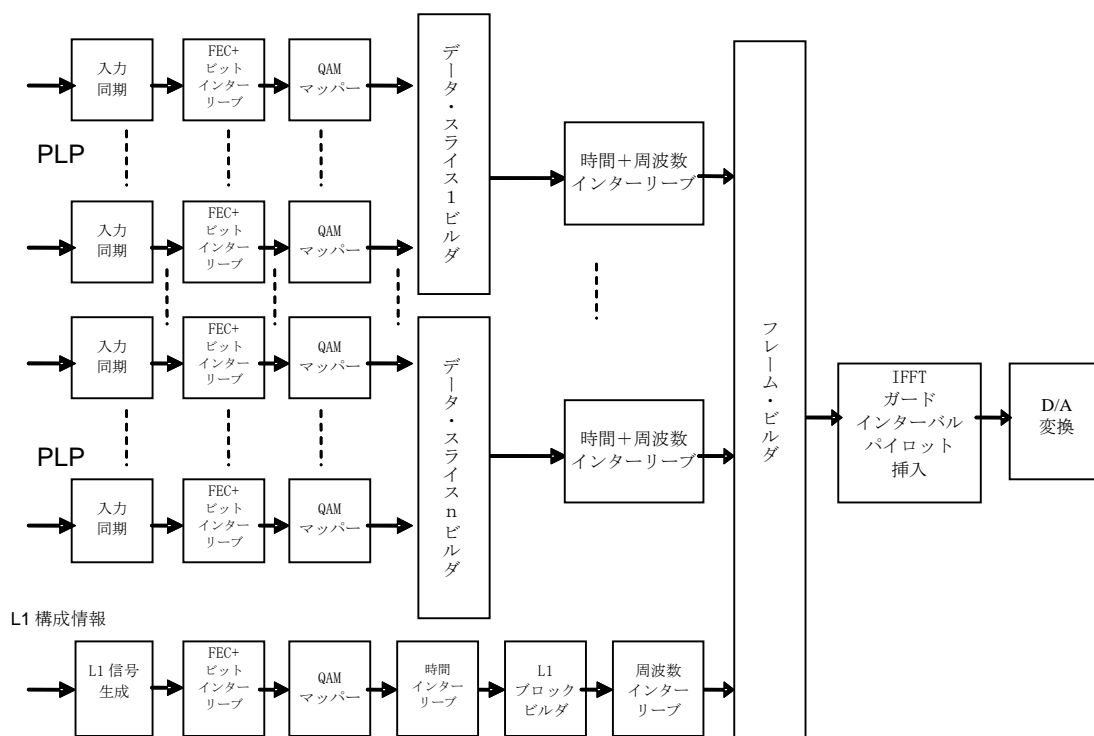 入力
同期
FEC+
ビット
インター
リーブ
QAM
マッパー
PLP
入力
同期
FEC+
ビット
インター
リーブ
QAM
マッパー
データ・スライス1ビルダ
時間+周波数
インターリーブ
入力
同期
FEC+
ビット
インター
リーブ
QAM
マッパー
PLP
入力
同期
FEC+
ビット
インター
リーブ
QAM
マッパー
データ・スライスnビルダ
時間+周波数
インターリーブ
L1 構成情報
L1 信号
生成
FEC+
ビット
インター
リーブ
QAM
マッパー
時間
インター
リーブ
L1
ブロック
ビルダ
周波数
インター
リーブ
フレーム・ビルダ
IFFT
ガード
インターバル
パイロット
挿入
D/A
変換